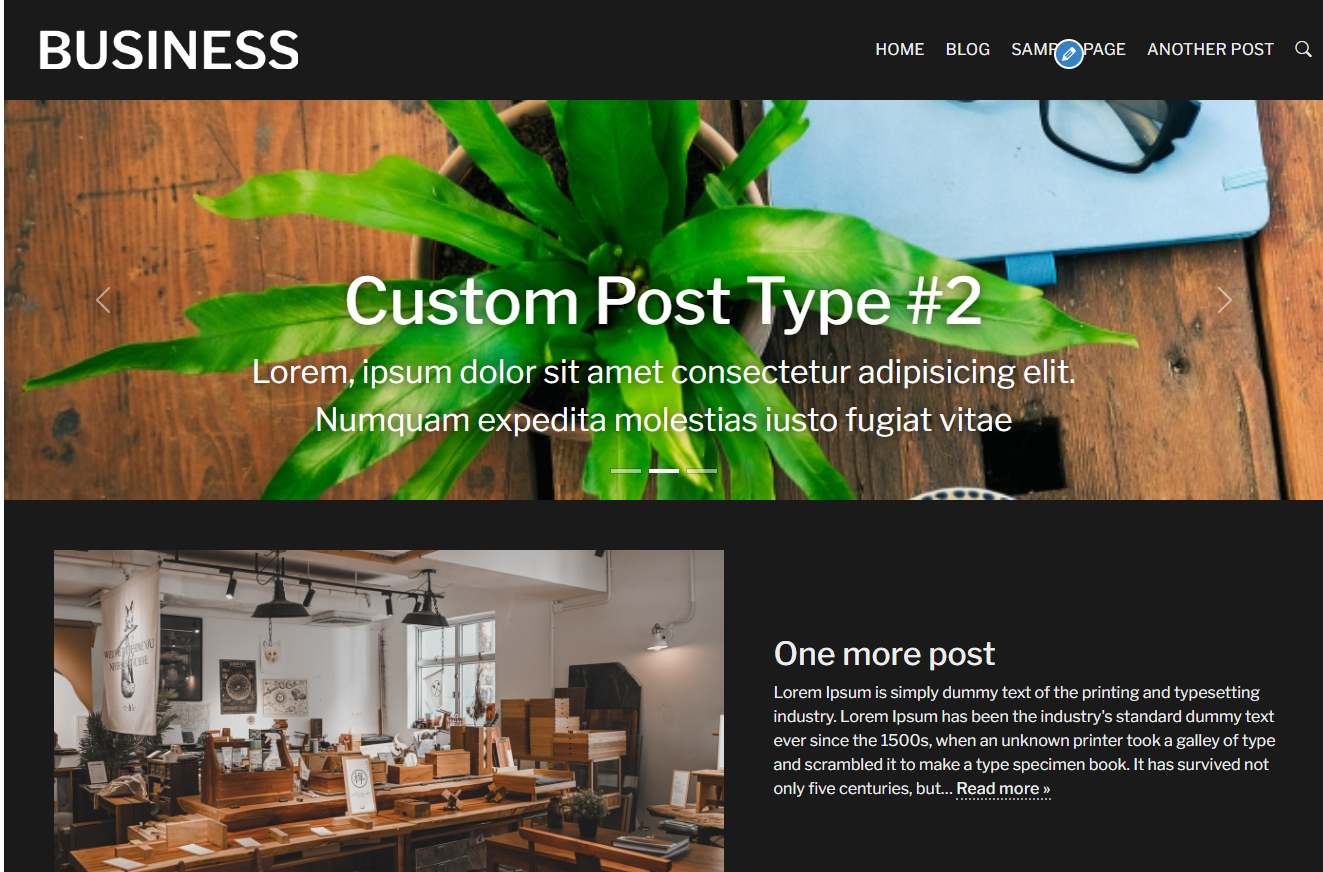 BUSINESS
HOME BLOG SAMP PAGE ANOTHER POST
Custom Post Type #2
Lorem, ipsum dolor sit amet consectetur adipisicing elit.
Numquam expedita molestias iusto fugiat vitae
One more post
Lorem Ipsum is simply dummy text of the printing and typesetting
industry. Lorem Ipsum has been the industry's standard dummy text
ever since the 1500s, when an unknown printer took a galley of type
and scrambled it to make a type specimen book. It has survived not
only five centuries, but... Read more »